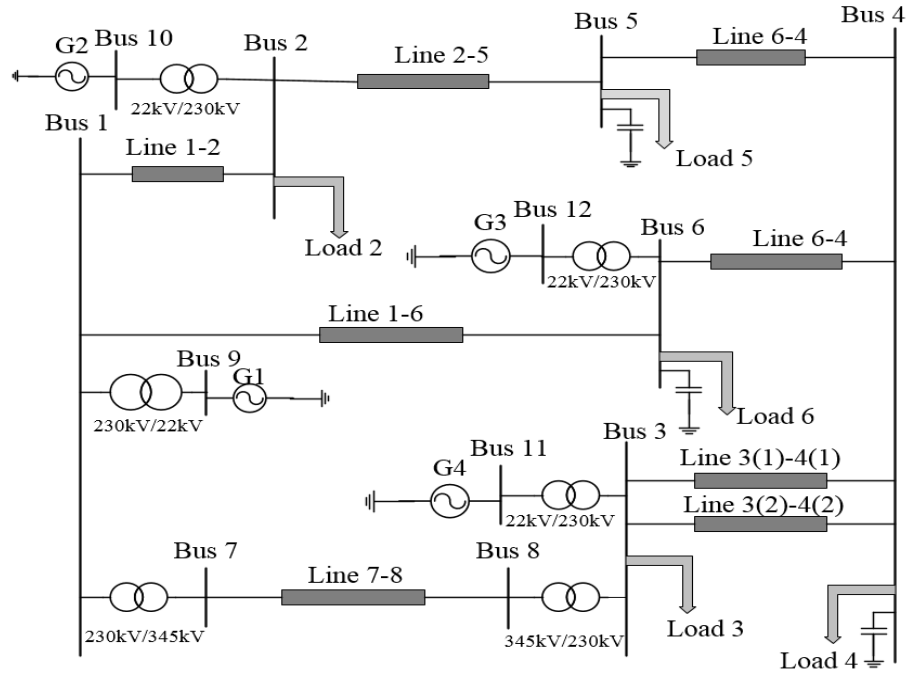 Bus 4
Bus 5
Bus 10
Bus 2
G2
Line 2-5
Line 6-4
22kV/230kV
Bus 1
Line 1-2
Load 5
Bus 12
G3
Bus 6
Load 2
Line 6-4
22kV/230kV
Line 1-6
Bus 9
G1
230kV/22kV
Load 6
Bus 3
Bus 11
G4
Line 3(1)-4(1)
22kV/230kV
Line 3(2)-4(2)
Bus 7
Bus 8
Line 7-8
Load 3
230kV/345kV
345kV/230kV
Load 4